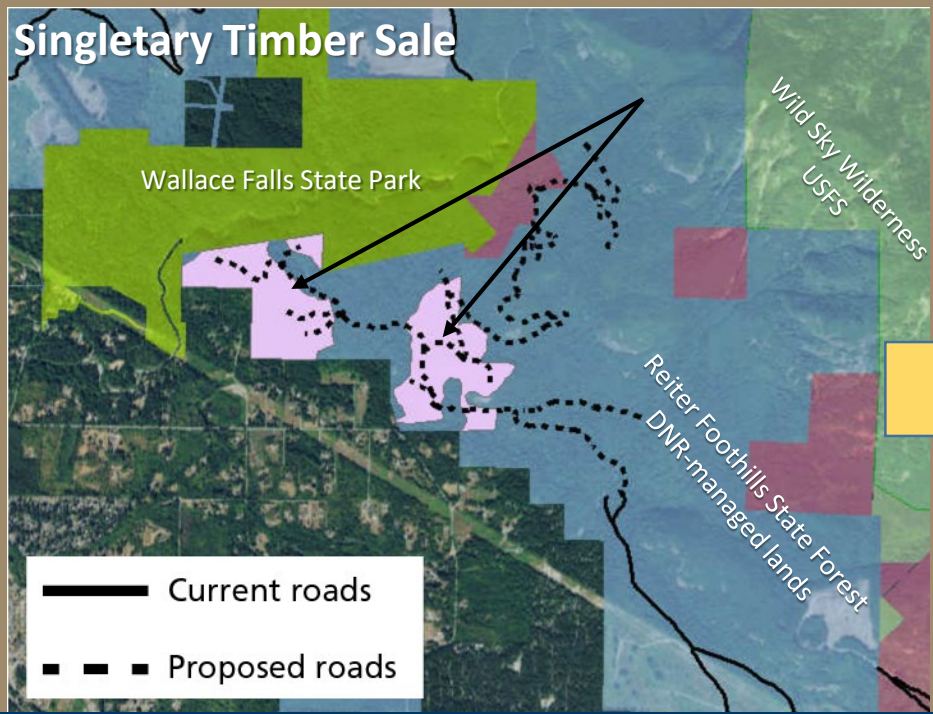 Singletary Timber Sale
Wallace Falls State Park
Wild Sky Wilderness
USFS
Reiter Foothills State Forest
DNR-managed lands
Current roads
Proposed roads